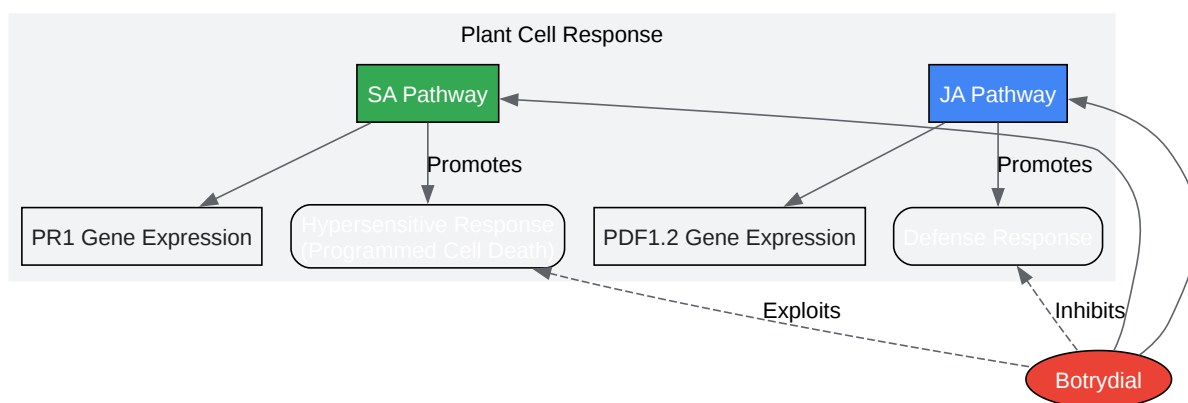 Plant Cell Response
SA Pathway
JA Pathway
Promotes
Promotes
PR1 Gene Expression
Hypersensitive Response
(Programmed Cell Death)
PDF1.2 Gene Expression
Defense Response
Exploits
Inhibits
Botrydial